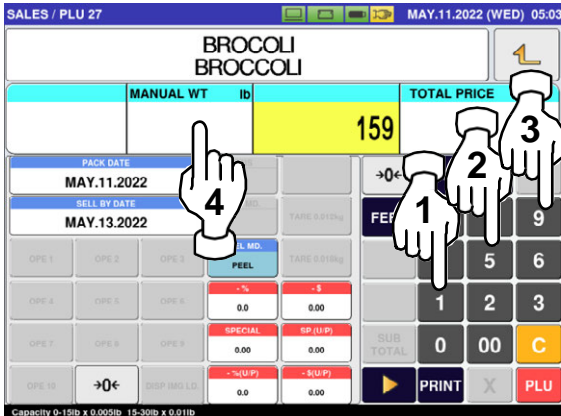 SALES / PLU 27
MAY.11.2022 (WED) 05:03
BROCOLI
BROCCOLI
MANUAL WT lb
TOTAL PRICE
159
3
2
1
4
PACK DATE
MAY.11.2022
SELL BY DATE
MAY.13.2022
→0←
TARE 0.012kg
9
OPE 1
OPE 2
OPE 3
PEEL
TARE 0.018kg
5
6
OPE 4
OPE 5
OPE 6
- %
0.0
- $
0.00
1
2
3
OPE 7
OPE 8
OPE 9
SPECIAL
0.00
SP.(U/P)
0.00
SUB TOTAL
0
00
C
OPE 10
→0←
DISP IMG LD.
- %(U/P)
0.0
- $(U/P)
0.00
PRINT
X
PLU
Capacity 0-15lb x 0.005lb 15-30lb x 0.01lb